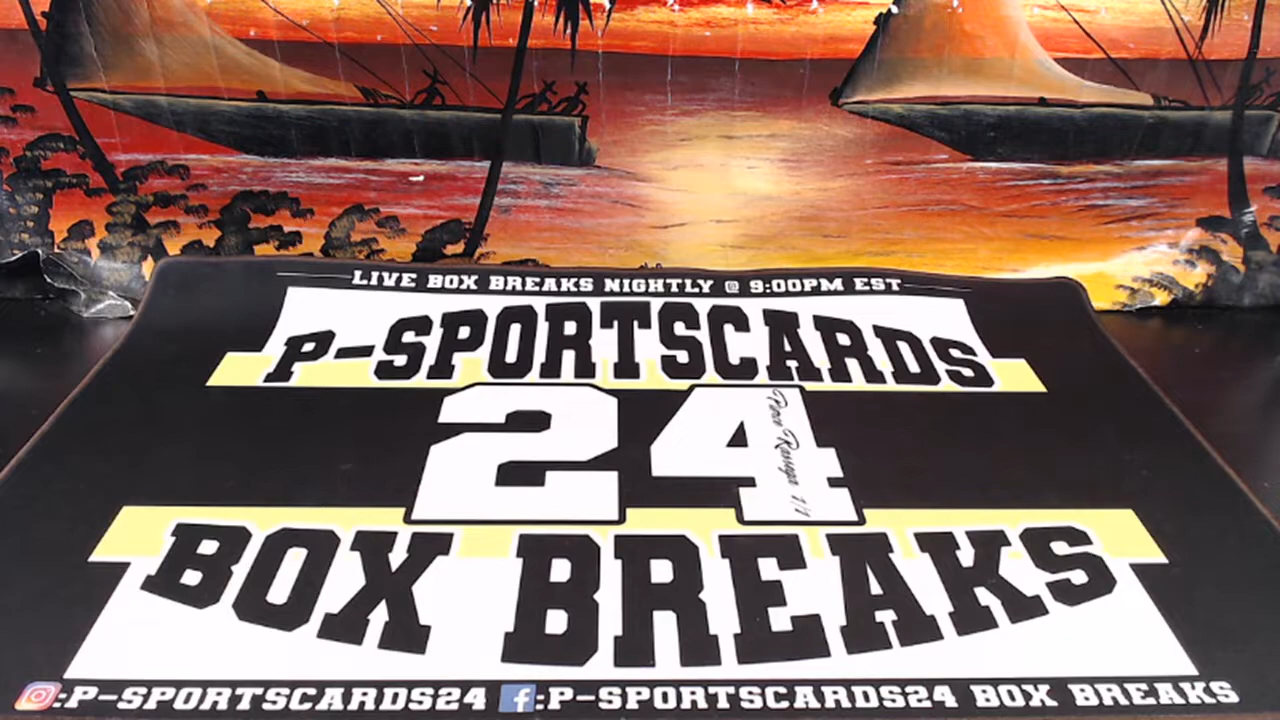 LIVE BOX BREAKS NIGHTLY @ 9:00PM EST
P-SPORTSCARDS
24
BOX BREAKS
:P-SPORTSCARDS24 :P-SPORTSCARDS24 BOX BREAKS